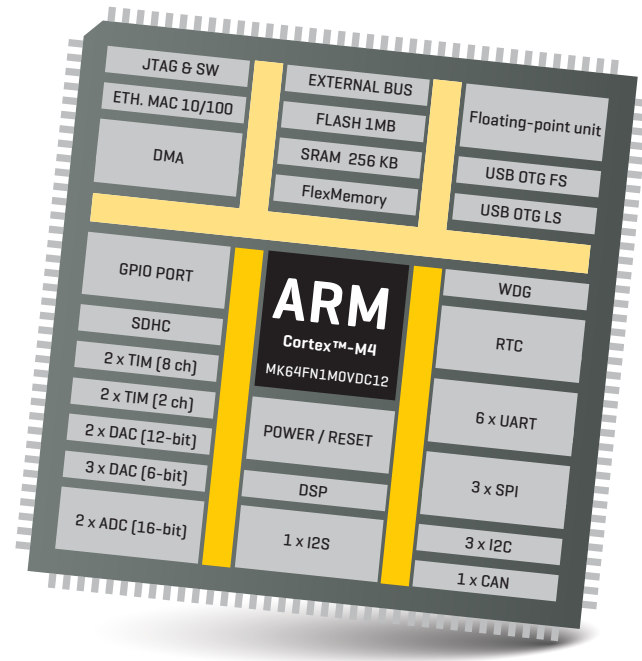 JTAG & SW
ETH. MAC 10/100
DMA
EXTERNAL BUS
FLASH 1MB
SRAM 256 KB
FlexMemory
Floating-point unit
USB OTG FS
USB OTG LS
GPIO PORT
SDHC
2 x TIM (8 ch)
2 x TIM (2 ch)
2 x DAC (12-bit)
3 x DAC (6-bit)
2 x ADC (16-bit)
ARM
Cortex™-M4
MK64FN1M0VDC12
POWER / RESET
DSP
1 x I2S
WDG
RTC
6 x UART
3 x SPI
3 x I2C
1 x CAN